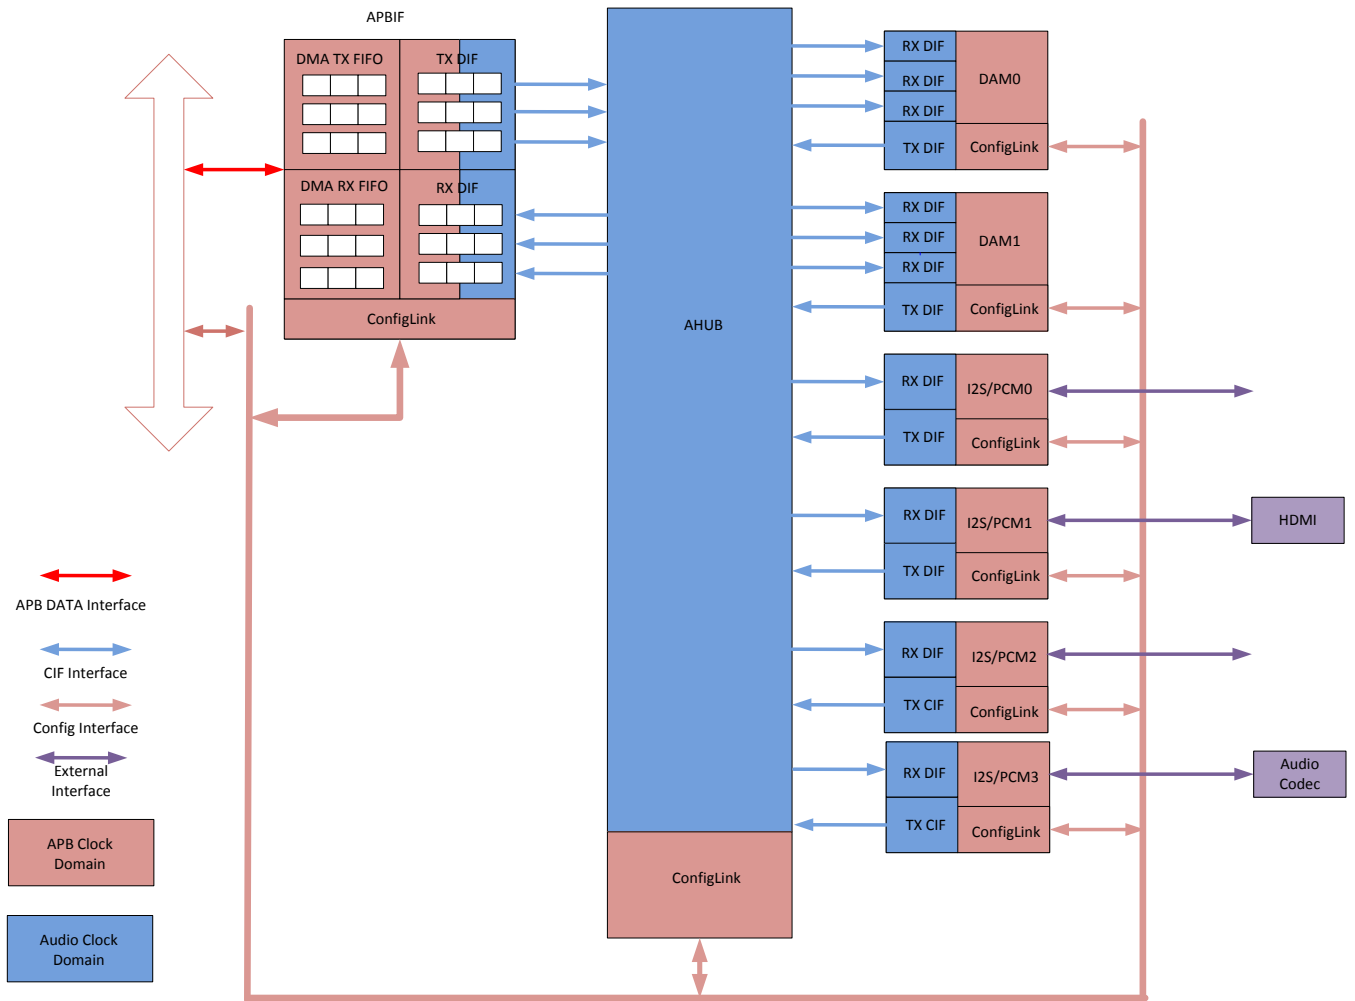 APBIF
DMA TX FIFO
TX DIF
DMA RX FIFO
RX DIF
ConfigLink
AHUB
ConfigLink
RX DIF
RX DIF
RX DIF
TX DIF
DAM0
ConfigLink
RX DIF
RX DIF
RX DIF
TX DIF
DAM1
ConfigLink
RX DIF
TX DIF
I2S/PCM0
ConfigLink
RX DIF
TX DIF
I2S/PCM1
ConfigLink
HDMI
RX DIF
TX CIF
I2S/PCM2
ConfigLink
RX DIF
TX CIF
I2S/PCM3
ConfigLink
Audio
Codec
APB DATA Interface
CIF Interface
Config Interface
External
Interface
APB Clock
Domain
Audio Clock
Domain